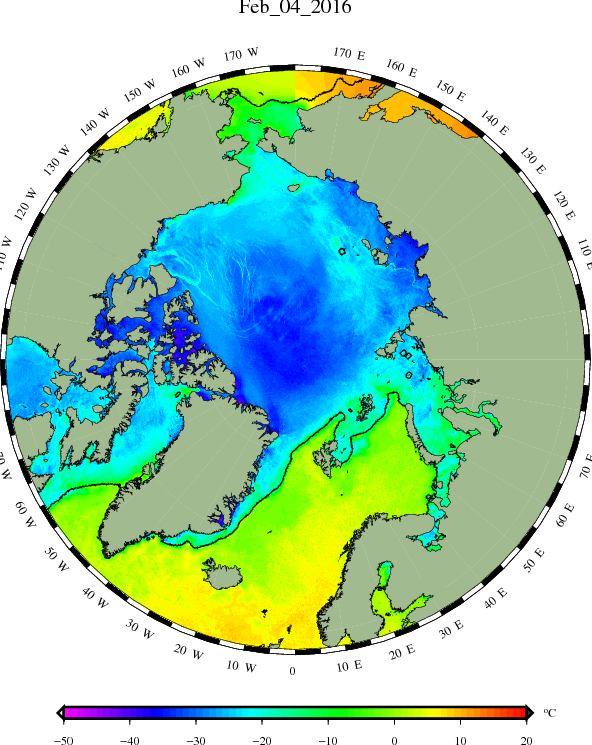 Feb_04_2016
170 W
170 E
160 W
160 E
150 W
150 E
140 W
140 E
130 W
130 E
120 W
120 E
110 E
60 W
70 E
50 W
60 E
40 W
50 E
30 W
40 E
20 W
30 E
10 W
20 E
0
10 E
°C
−50 −40 −30 −20 −10 0 10 20